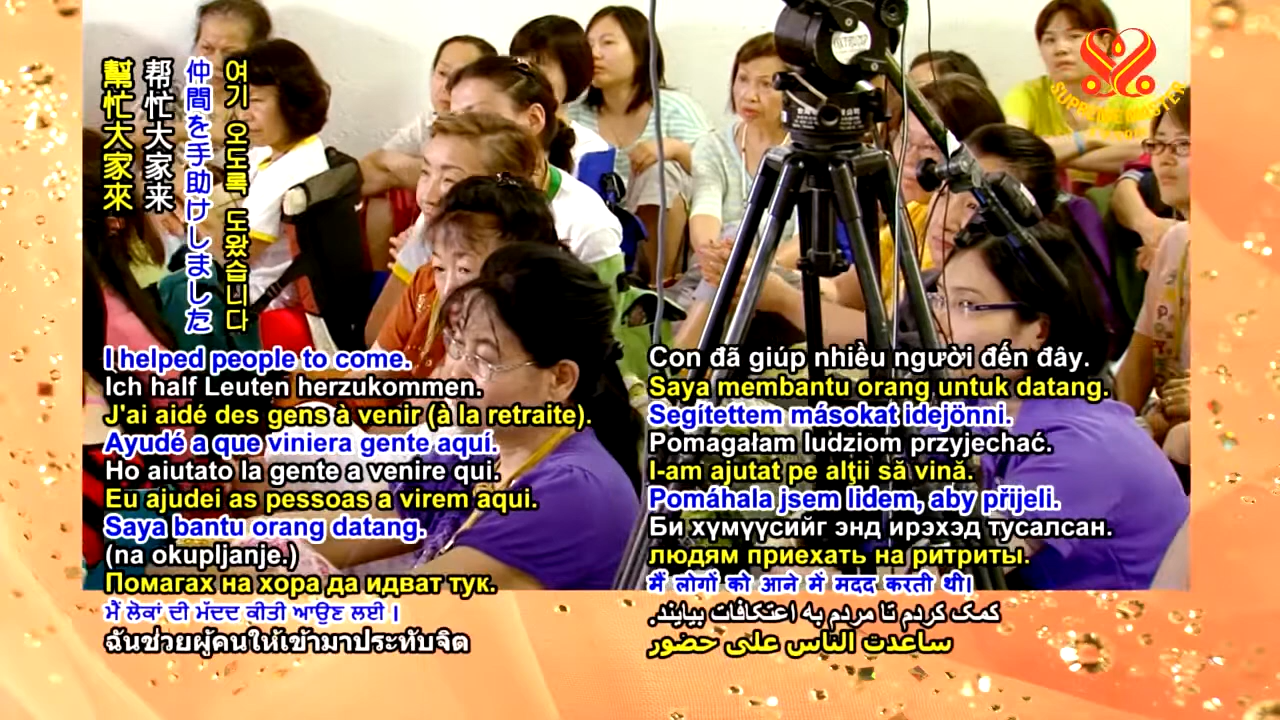 幫忙大家來
帮忙大家来
仲間を手助けしました
여기 오도록 도왔습니다
SUPREME MASTER
I helped people to come.
Ich half Leuten herzukommen.
J'ai aidé des gens à venir (à la retraite).
Ayudé a que viniera gente aquí.
Ho aiutato la gente a venire qui.
Eu ajudei as pessoas a virem aqui.
Saya bantu orang datang.
(na okupljanje.)
Помагах на хора да идват тук.
ਮੈਂ ਲੋਕਾਂ ਦੀ ਮੱਦਦ ਕੀਤੀ ਆਉਣ ਲਈ ।
ฉันช่วยผู้คนให้เข้ามาประทับจิต
Con đã giúp nhiều người đến đây.
Saya membantu orang untuk datang.
Segítettem másokat idejönni.
Pomagałam ludziom przyjechać.
I-am ajutat pe alţii să vină.
Pomáhala jsem lidem, aby přijeli.
Би хүмүүсийг энд ирэхэд тусалсан.
людям приехать на ритриты.
मैं लोगों को आने में मदद करती थी।
کمک کردم تا مردم به اعتکافات بیایند.
ساعدت الناس على حضور